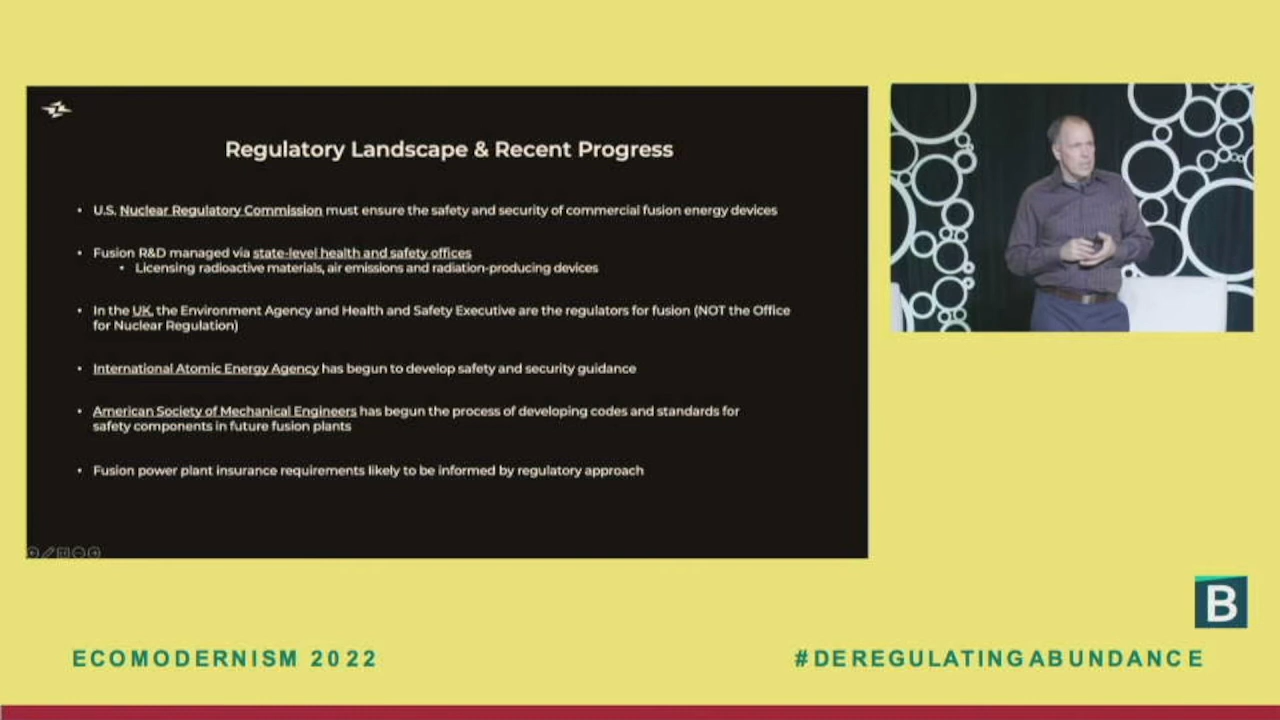 Regulatory Landscape & Recent Progress
• U.S. Nuclear Regulatory Commission must ensure the safety and security of commercial fusion energy devices
• Fusion R&D managed via state-level health and safety offices
• Licensing radioactive materials, air emissions and radiation-producing devices
• In the UK, the Environment Agency and Health and Safety Executive are the regulators for fusion (NOT the Office
for Nuclear Regulation)
• International Atomic Energy Agency has begun to develop safety and security guidance
• American Society of Mechanical Engineers has begun the process of developing codes and standards for
safety components in future fusion plants
• Fusion power plant insurance requirements likely to be informed by regulatory approach
B
ECOMODERNISM 2022
#DEREGULATINGABUNDANCE